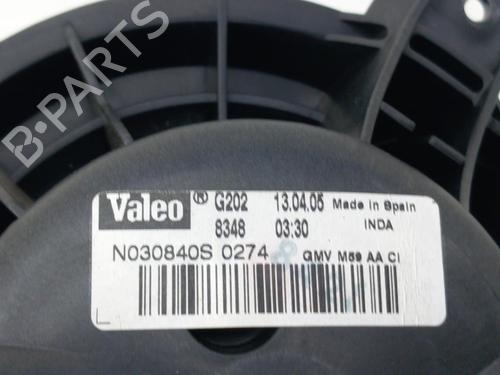 B-PARTS
Valeo ® G202 13.04.05 Made in Spain
8348 03:30 INDA
N030840S 0274 GMV M59 AA CI